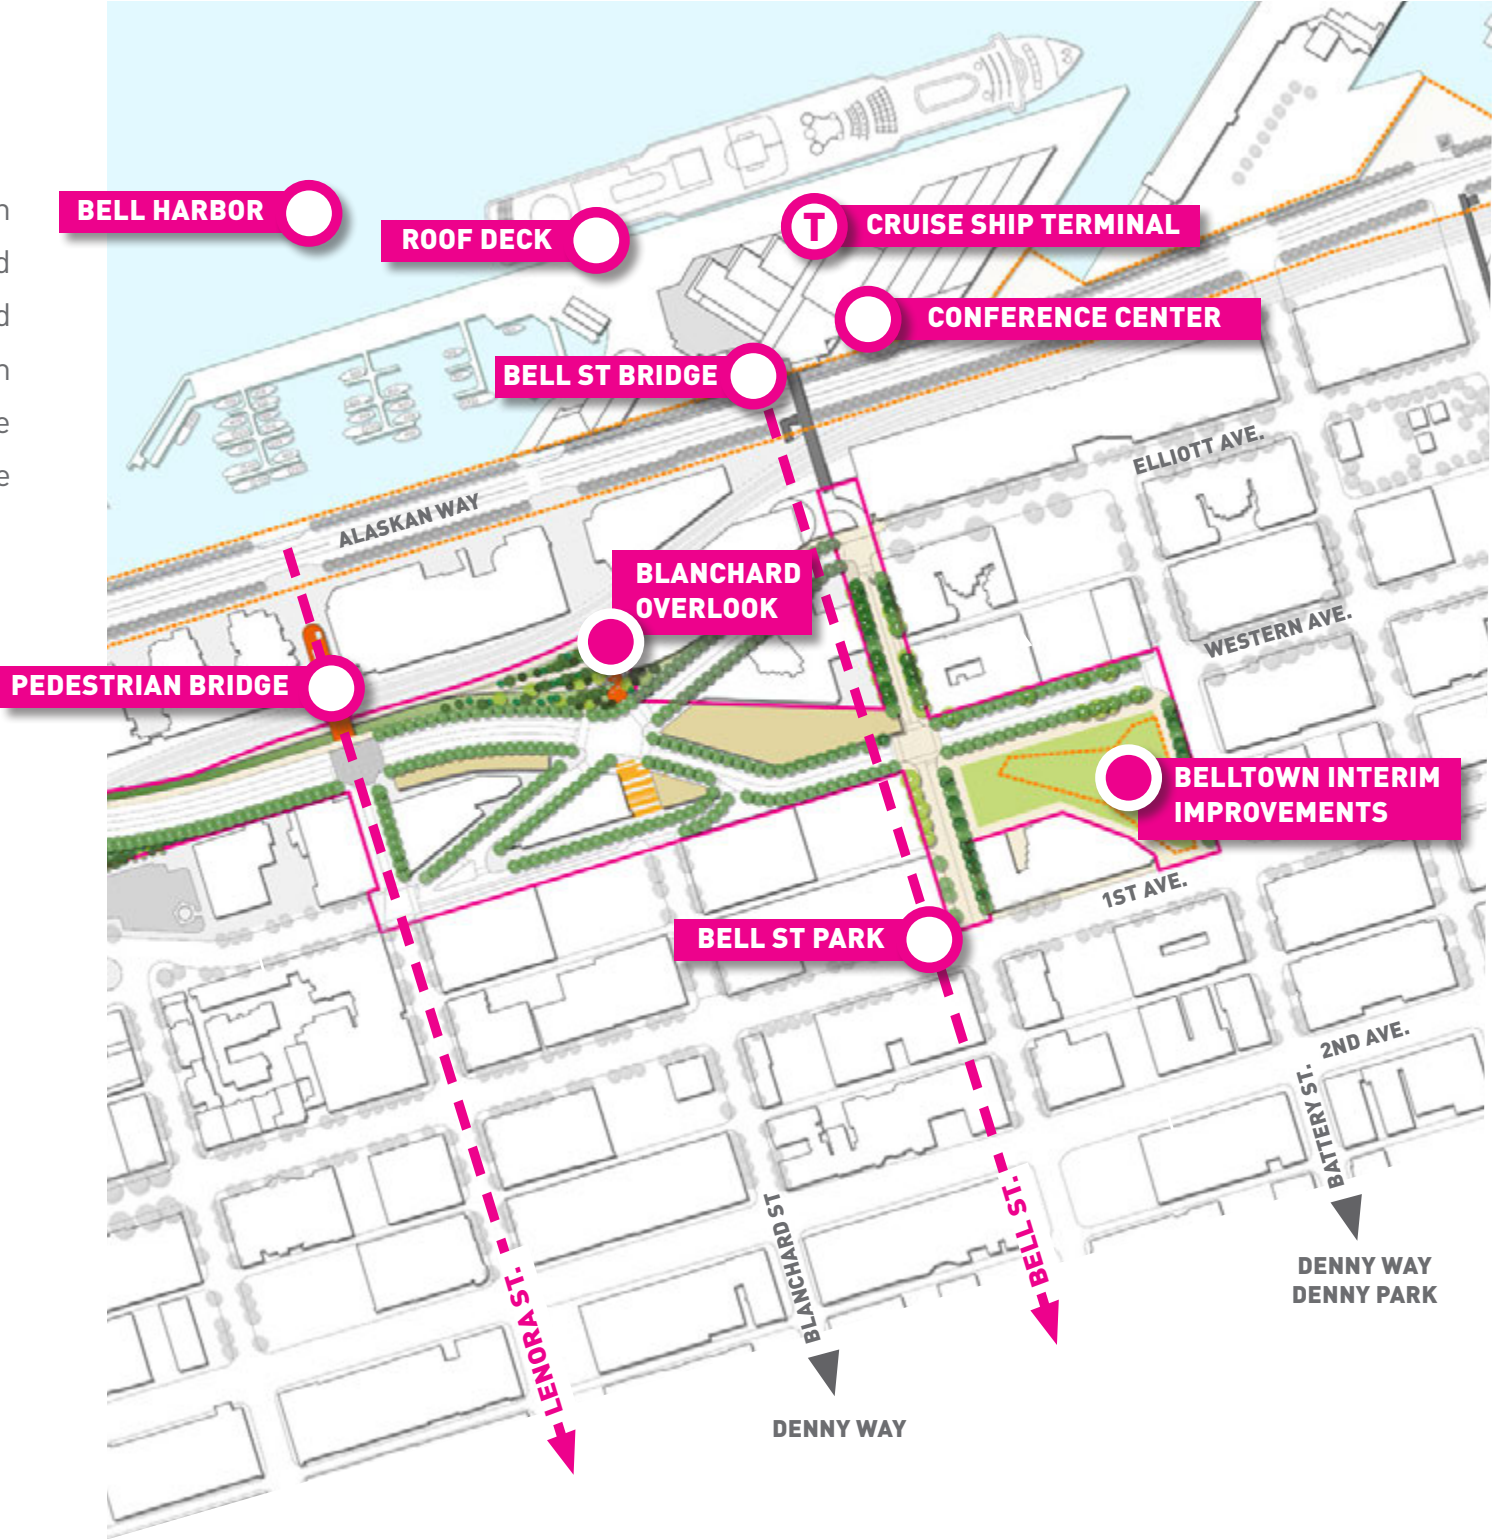 n
d
d
n
e
e
BELL HARBOR
ROOF DECK
T
CRUISE SHIP TERMINAL
CONFERENCE CENTER
BELL ST BRIDGE
ELLIOTT AVE.
ALASKAN WAY
BLANCHARD
OVERLOOK
WESTERN AVE.
PEDESTRIAN BRIDGE
BELLTOWN INTERIM
IMPROVEMENTS
1ST AVE.
BELL ST PARK
2ND AVE.
BATTERY ST.
BLANCHARD ST
BELL ST.
LENORA ST.
DENNY WAY
DENNY PARK
DENNY WAY